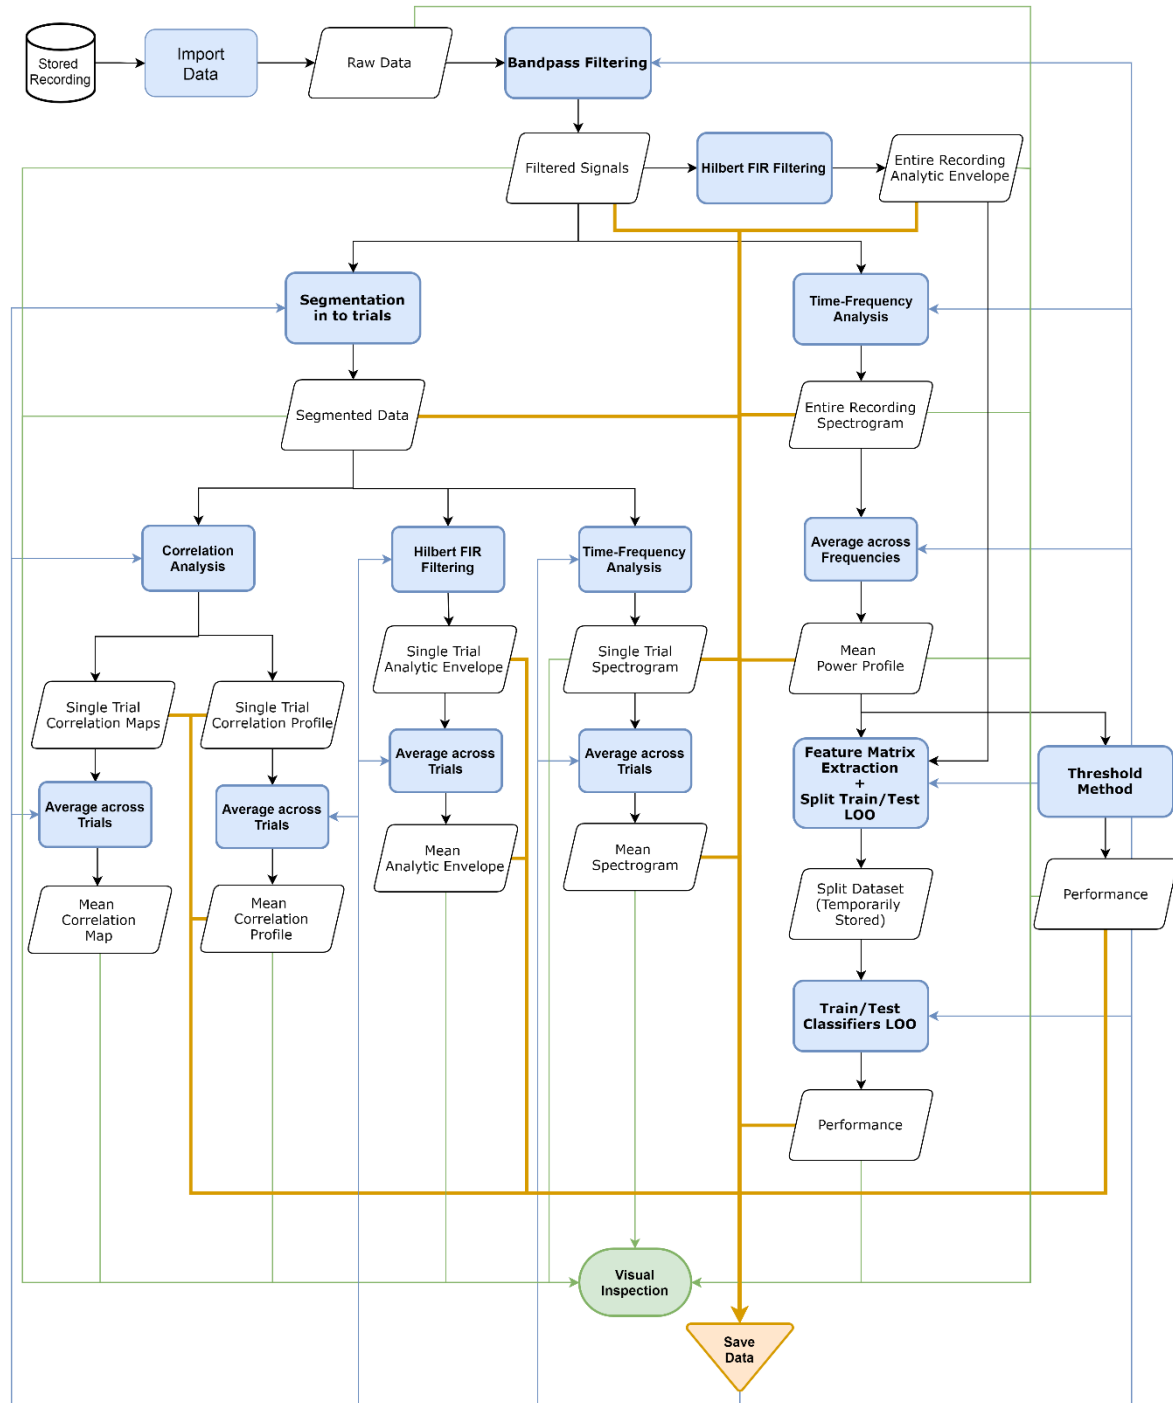 Stored
Recording
Import
Data
Raw Data
Bandpass Filtering
Filtered Signals
Hilbert FIR Filtering
Entire Recording
Analytic Envelope
Segmentation
in to trials
Time-Frequency
Analysis
Segmented Data
Entire Recording
Spectrogram
Correlation
Analysis
Hilbert FIR
Filtering
Time-Frequency
Analysis
Average across
Frequencies
Single Trial
Correlation Maps
Single Trial
Correlation Profile
Single Trial
Analytic Envelope
Single Trial
Spectrogram
Mean
Power Profile
Average across
Trials
Average across
Trials
Average across
Trials
Average across
Trials
Feature Matrix
Extraction
+
Split Train/Test
LOO
Threshold
Method
Mean
Correlation
Map
Mean
Correlation
Profile
Mean
Analytic Envelope
Mean
Spectrogram
Split Dataset
(Temporarily
Stored)
Performance
Train/Test
Classifiers LOO
Performance
Visual
Inspection
Save
Data